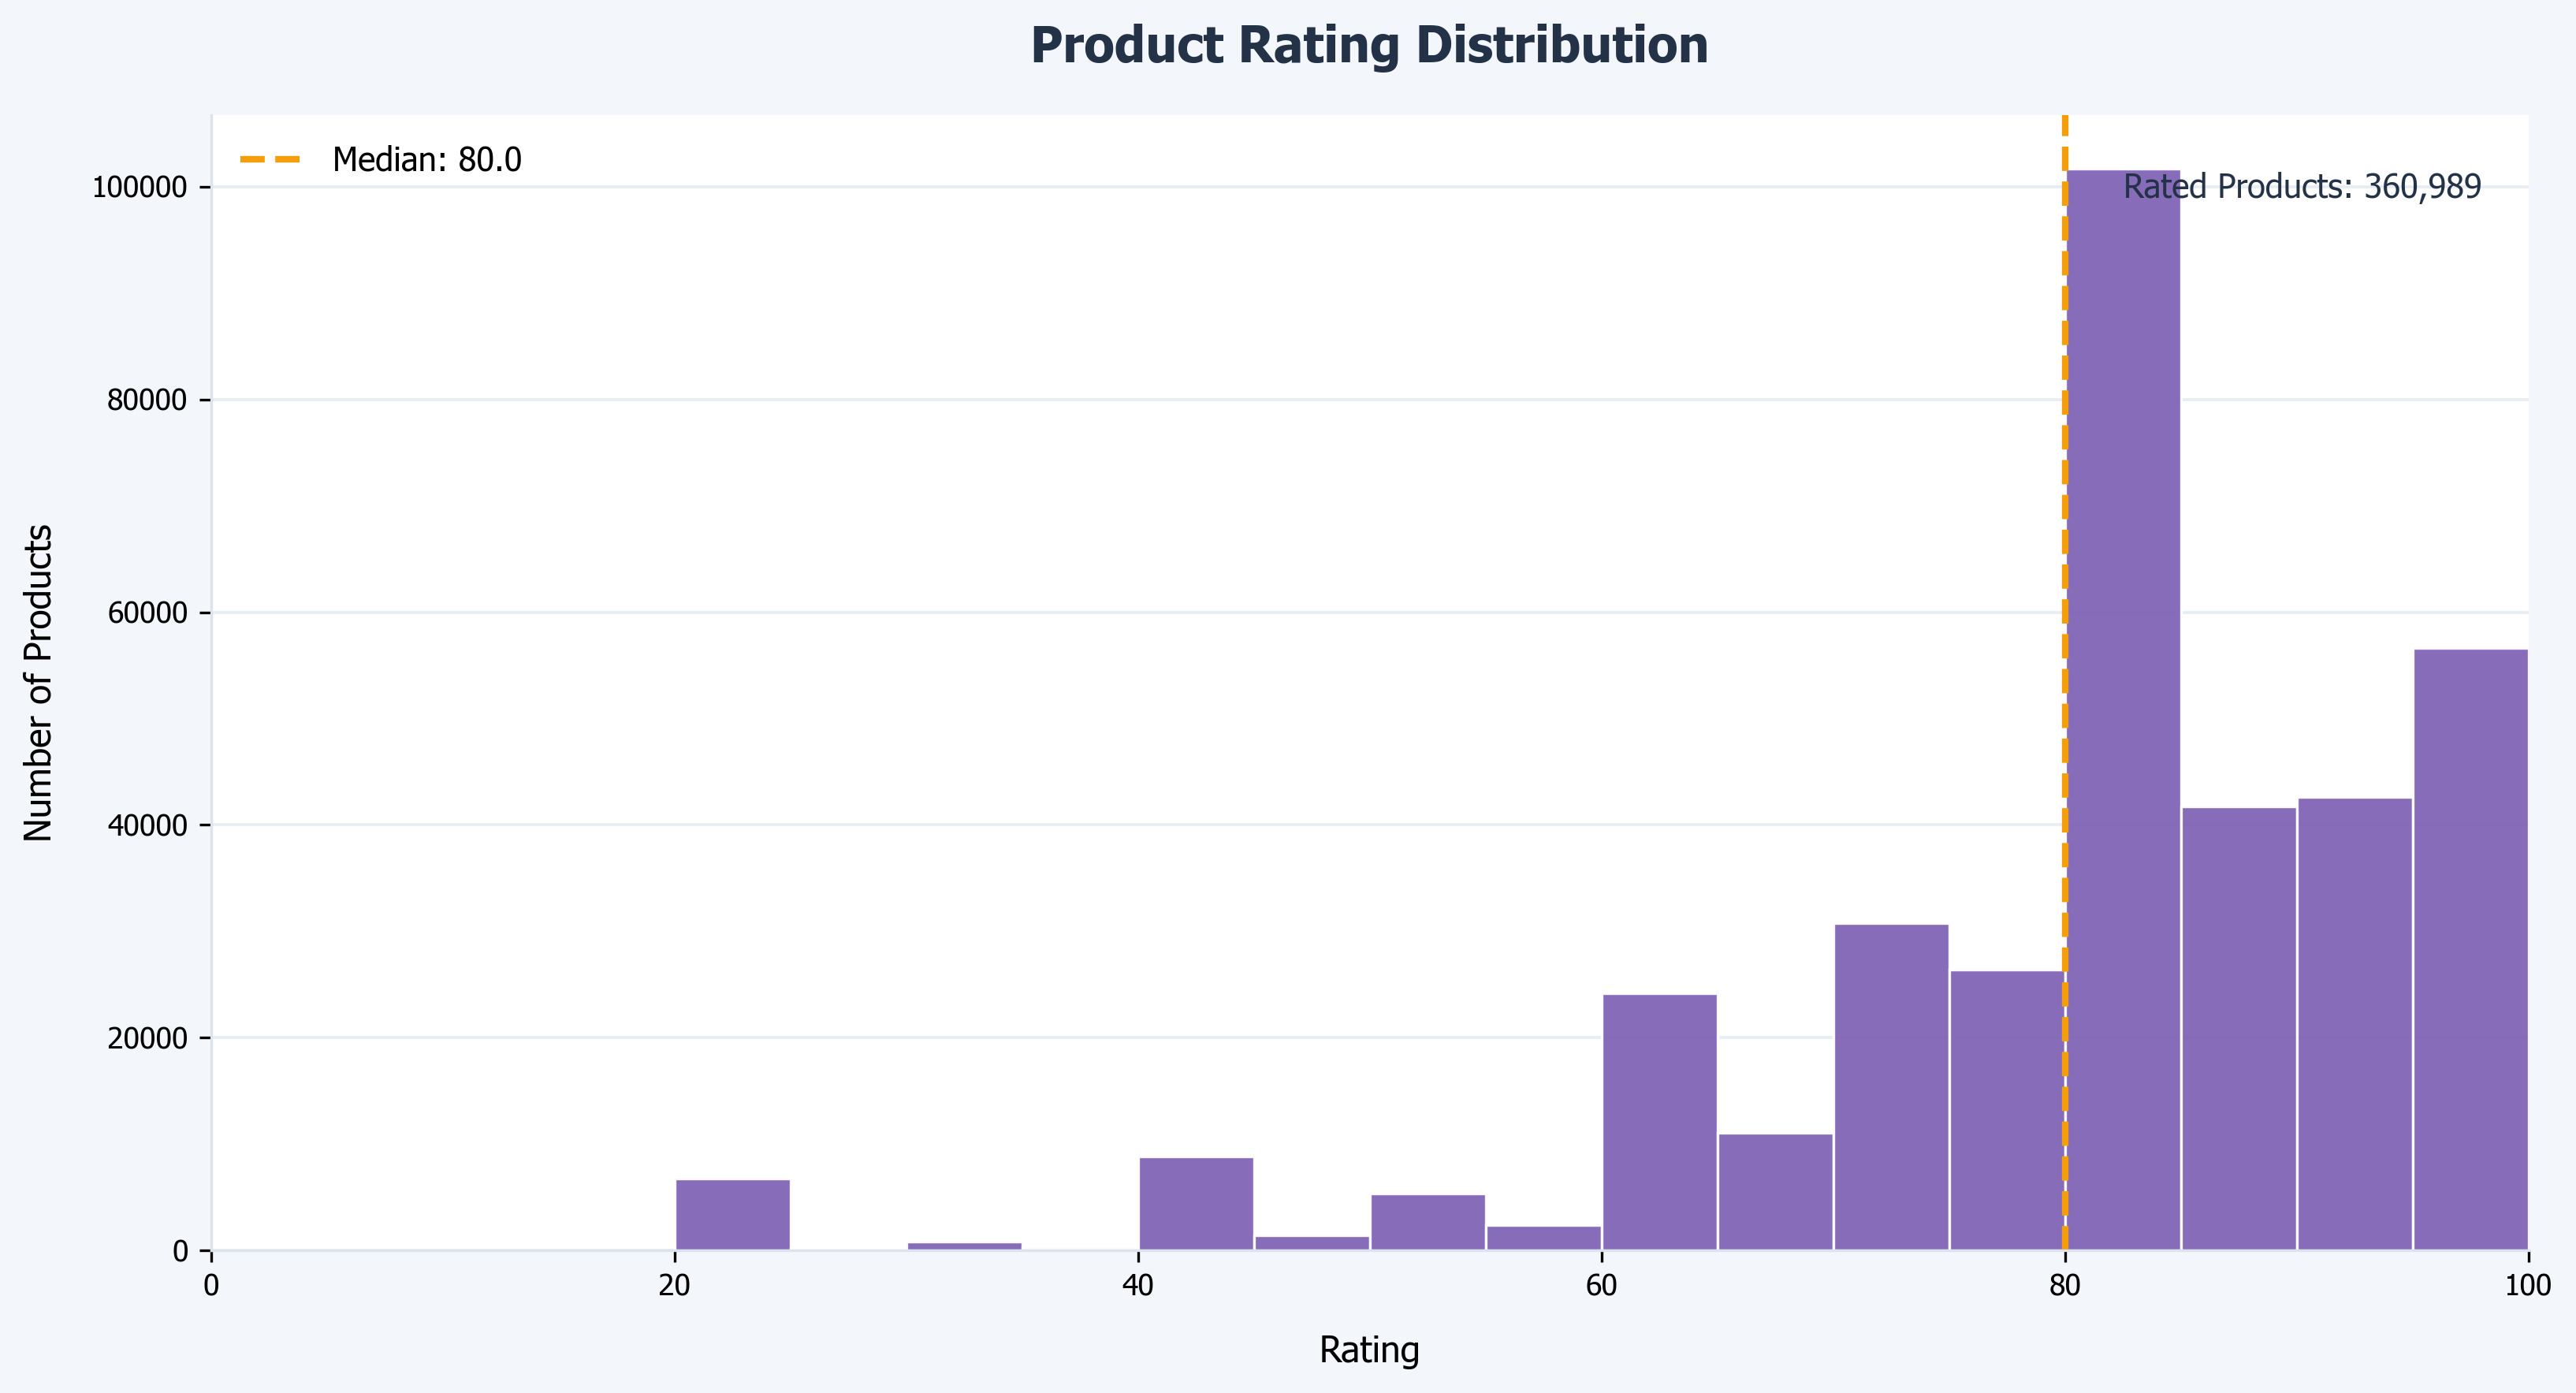 Product Rating Distribution
Median: 80.0
Rated Products: 360,989
100000
80000
60000
40000
20000
0
Number of Products
0 20 40 60 80 100
Rating